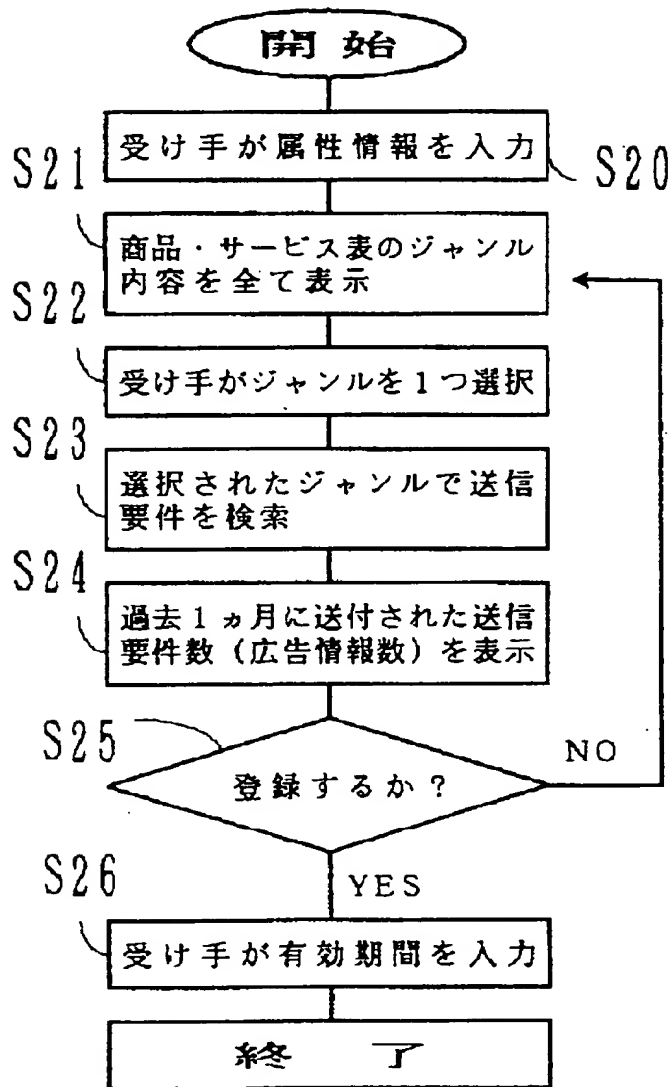 開始
受け手が属性情報を入力
S20
S21
商品・サービス表のジャンル
内容を全て表示
S22
受け手がジャンルを1つ選択
S23
選択されたジャンルで送信
要件を検索
S24
過去1ヵ月に送付された送信
要件数（広告情報数）を表示
S25
登録するか？
NO
YES
S26
受け手が有効期間を入力
終了